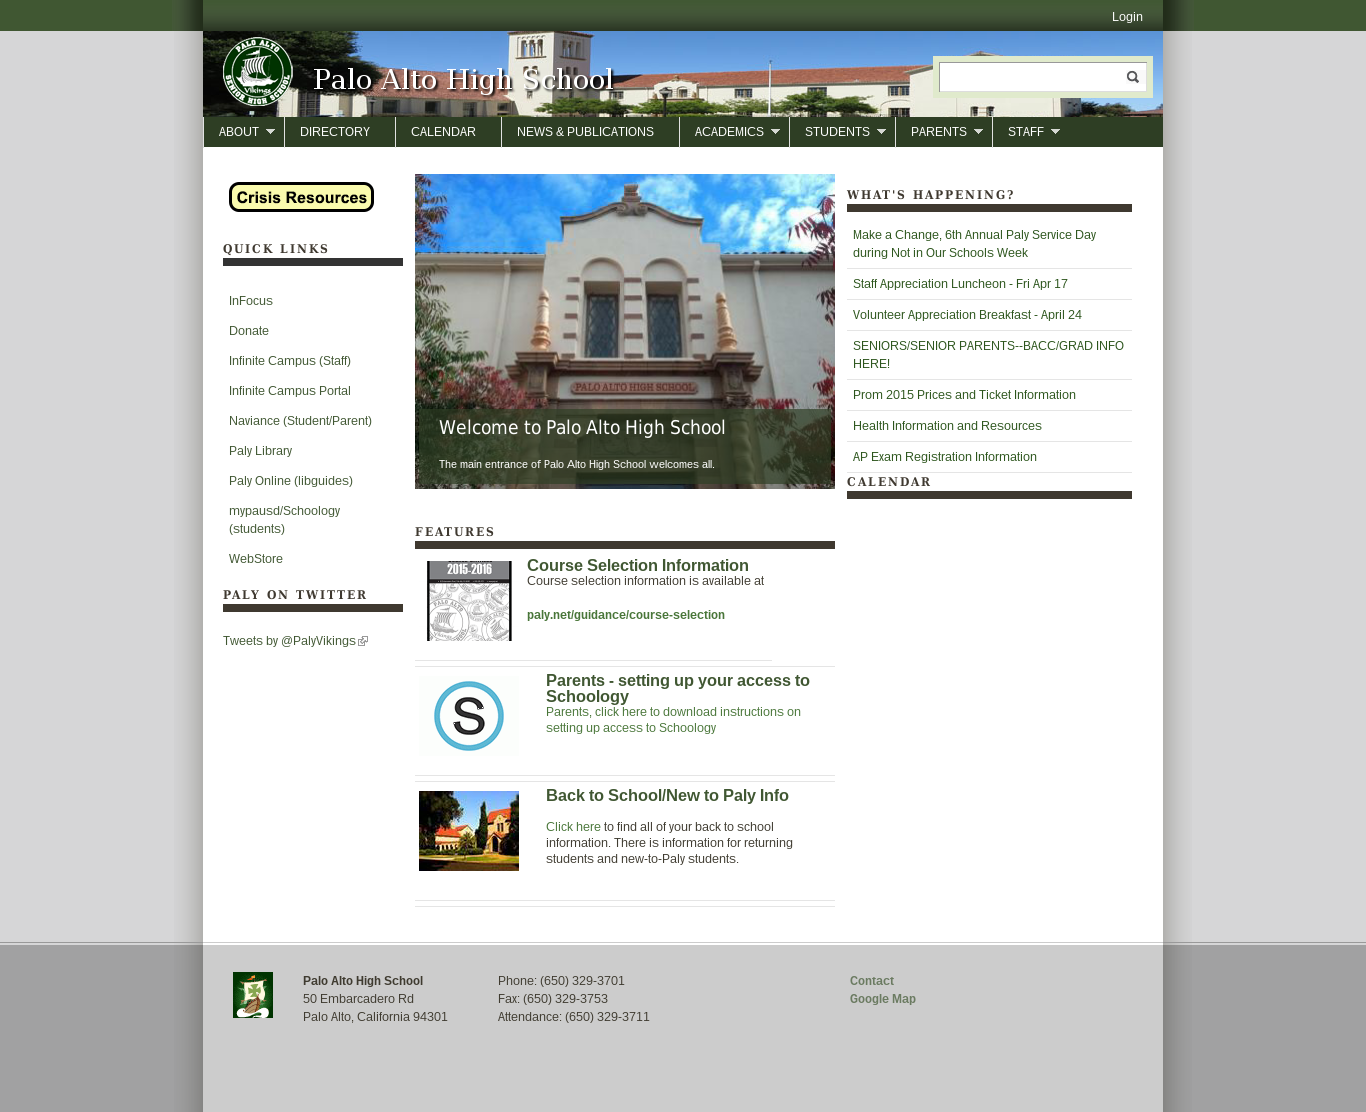 Login
PALO ALTO
Vikings
SENIOR HIGH SCHOOL
Palo Alto High School
ABOUT
DIRECTORY
CALENDAR
NEWS & PUBLICATIONS
ACADEMICS
STUDENTS
PARENTS
STAFF
Crisis Resources
QUICK LINKS
InFocus
Donate
Infinite Campus (Staff)
Infinite Campus Portal
Naviance (Student/Parent)
Paly Library
Paly Online (libguides)
mypausd/Schoology
(students)
WebStore
PALY ON TWITTER
Tweets by @PalyVikings
PALO ALTO HIGH SCHOOL
Welcome to Palo Alto High School
The main entrance of Palo Alto High School welcomes all.
FEATURES
2015-2016
Course Selection Information
Course selection information is available at
paly.net/guidance/course-selection
S
Parents - setting up your access to
Schoology
Parents, click here to download instructions on
setting up access to Schoology
Back to School/New to Paly Info
Click here to find all of your back to school
information. There is information for returning
students and new-to-Paly students.
WHAT'S HAPPENING?
Make a Change, 6th Annual Paly Service Day
during Not in Our Schools Week
Staff Appreciation Luncheon - Fri Apr 17
Volunteer Appreciation Breakfast - April 24
SENIORS/SENIOR PARENTS--BACC/GRAD INFO
HERE!
Prom 2015 Prices and Ticket Information
Health Information and Resources
AP Exam Registration Information
CALENDAR
Palo Alto High School
50 Embarcadero Rd
Palo Alto, California 94301
Phone: (650) 329-3701
Fax: (650) 329-3753
Attendance: (650) 329-3711
Contact
Google Map